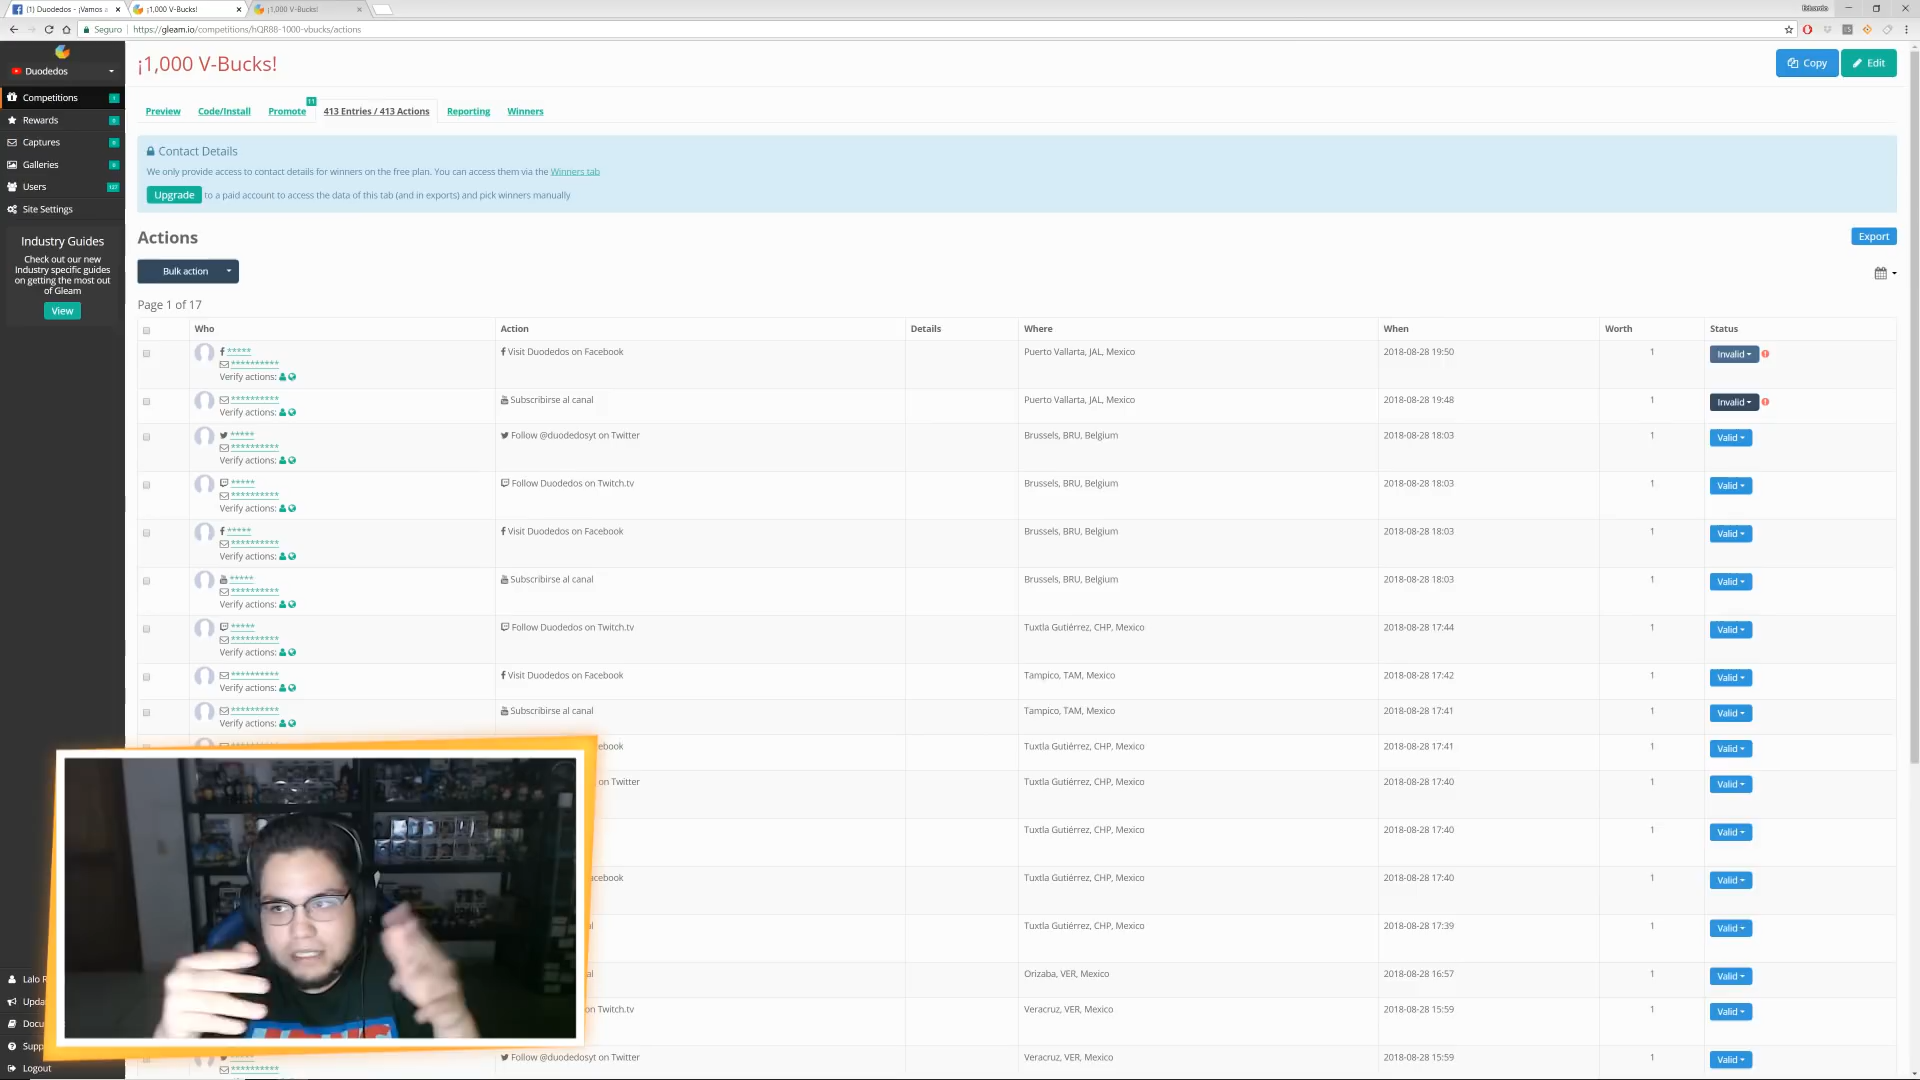 (1) Duodedos - ¡Vamos a
¡1,000 V-Bucks!
¡1,000 V-Bucks!
Seguro
https://gleam.io/competitions/hQR88-1000-vbucks/actions
Duodedos
Competitions
Rewards
Captures
Galleries
Users
127
Site Settings
Industry Guides
Check out our new
Industry specific guides
on getting the most out
of Gleam
View
¡1,000 V-Bucks!
Copy
Edit
Preview
Code/Install
Promote
11
413 Entries / 413 Actions
Reporting
Winners
Contact Details
We only provide access to contact details for winners on the free plan. You can access them via the Winners tab
Upgrade to a paid account to access the data of this tab (and in exports) and pick winners manually
Actions
Export
Bulk action
Page 1 of 17
Who Action Details Where When Worth Status
***** Visit Duodedos on Facebook Puerto Vallarta, JAL, Mexico 2018-08-28 19:50 1 Invalid
**********
Verify actions:
********** Subscribirse al canal Puerto Vallarta, JAL, Mexico 2018-08-28 19:48 1 Invalid
Verify actions:
***** Follow @duodedosyt on Twitter Brussels, BRU, Belgium 2018-08-28 18:03 1 Valid
**********
Verify actions:
***** Follow Duodedos on Twitch.tv Brussels, BRU, Belgium 2018-08-28 18:03 1 Valid
**********
Verify actions:
***** Visit Duodedos on Facebook Brussels, BRU, Belgium 2018-08-28 18:03 1 Valid
**********
Verify actions:
***** Subscribirse al canal Brussels, BRU, Belgium 2018-08-28 18:03 1 Valid
**********
Verify actions:
***** Follow Duodedos on Twitch.tv Tuxtla Gutiérrez, CHP, Mexico 2018-08-28 17:44 1 Valid
**********
Verify actions:
********** Visit Duodedos on Facebook Tampico, TAM, Mexico 2018-08-28 17:42 1 Valid
Verify actions:
********** Subscribirse al canal Tampico, TAM, Mexico 2018-08-28 17:41 1 Valid
Verify actions:
cebook Tuxtla Gutiérrez, CHP, Mexico 2018-08-28 17:41 1 Valid
on Twitter Tuxtla Gutiérrez, CHP, Mexico 2018-08-28 17:40 1 Valid
Tuxtla Gutiérrez, CHP, Mexico 2018-08-28 17:40 1 Valid
acebook Tuxtla Gutiérrez, CHP, Mexico 2018-08-28 17:40 1 Valid
al Tuxtla Gutiérrez, CHP, Mexico 2018-08-28 17:39 1 Valid
al Orizaba, VER, Mexico 2018-08-28 16:57 1 Valid
on Twitch.tv Veracruz, VER, Mexico 2018-08-28 15:59 1 Valid
Follow @duodedosyt on Twitter Veracruz, VER, Mexico 2018-08-28 15:59 1 Valid
**********
Lalo R
Upda
Docu
Supp
Logout